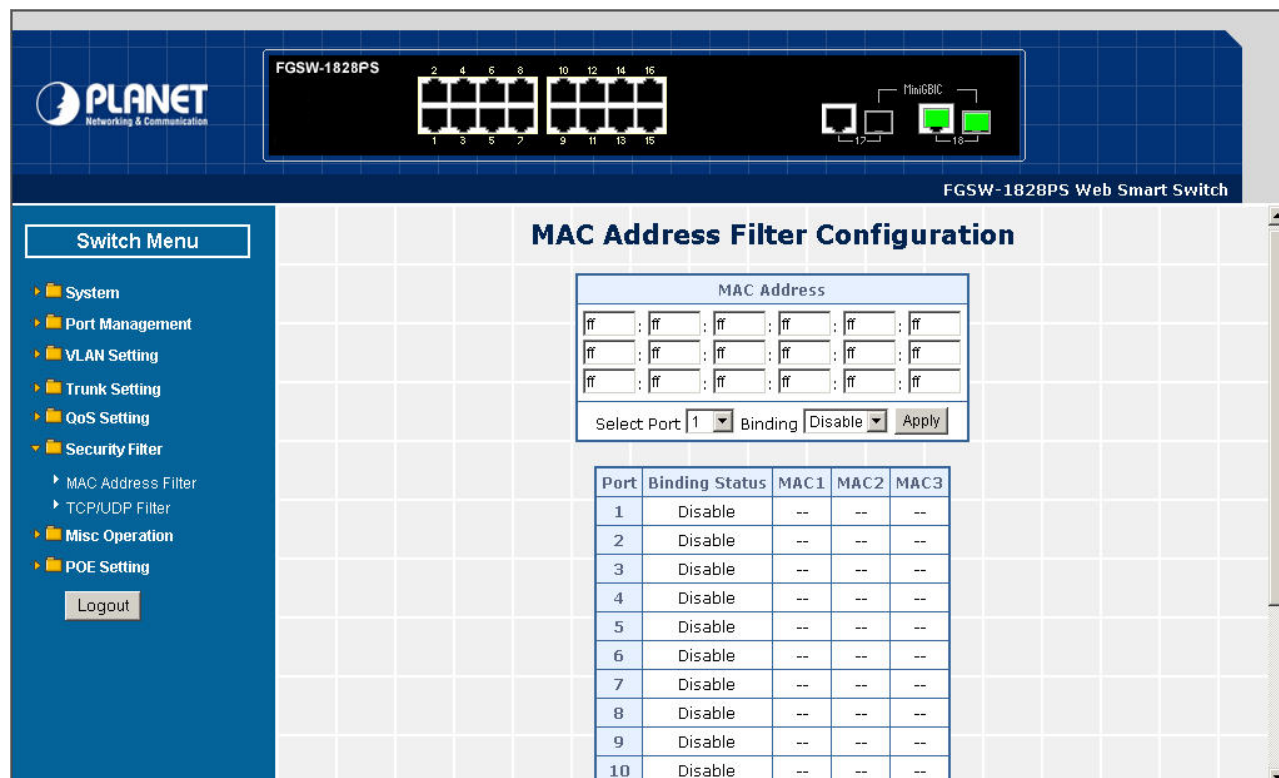 PLANET
Networking & Communication
FGSW-1828PS
2 4 6 8 10 12 14 16
MiniGBIC
1 3 5 7 9 11 13 15
17 18
FGSW-1828PS Web Smart Switch
Switch Menu
System
Port Management
VLAN Setting
Trunk Setting
QoS Setting
Security Filter
MAC Address Filter
TCP/UDP Filter
Misc Operation
POE Setting
Logout
MAC Address Filter Configuration
MAC Address
ff : ff : ff : ff : ff : ff
ff : ff : ff : ff : ff : ff
ff : ff : ff : ff : ff : ff
Select Port 1 Binding Disable Apply
Port Binding Status MAC1 MAC2 MAC3
1 Disable -- -- --
2 Disable -- -- --
3 Disable -- -- --
4 Disable -- -- --
5 Disable -- -- --
6 Disable -- -- --
7 Disable -- -- --
8 Disable -- -- --
9 Disable -- -- --
10 Disable -- -- --